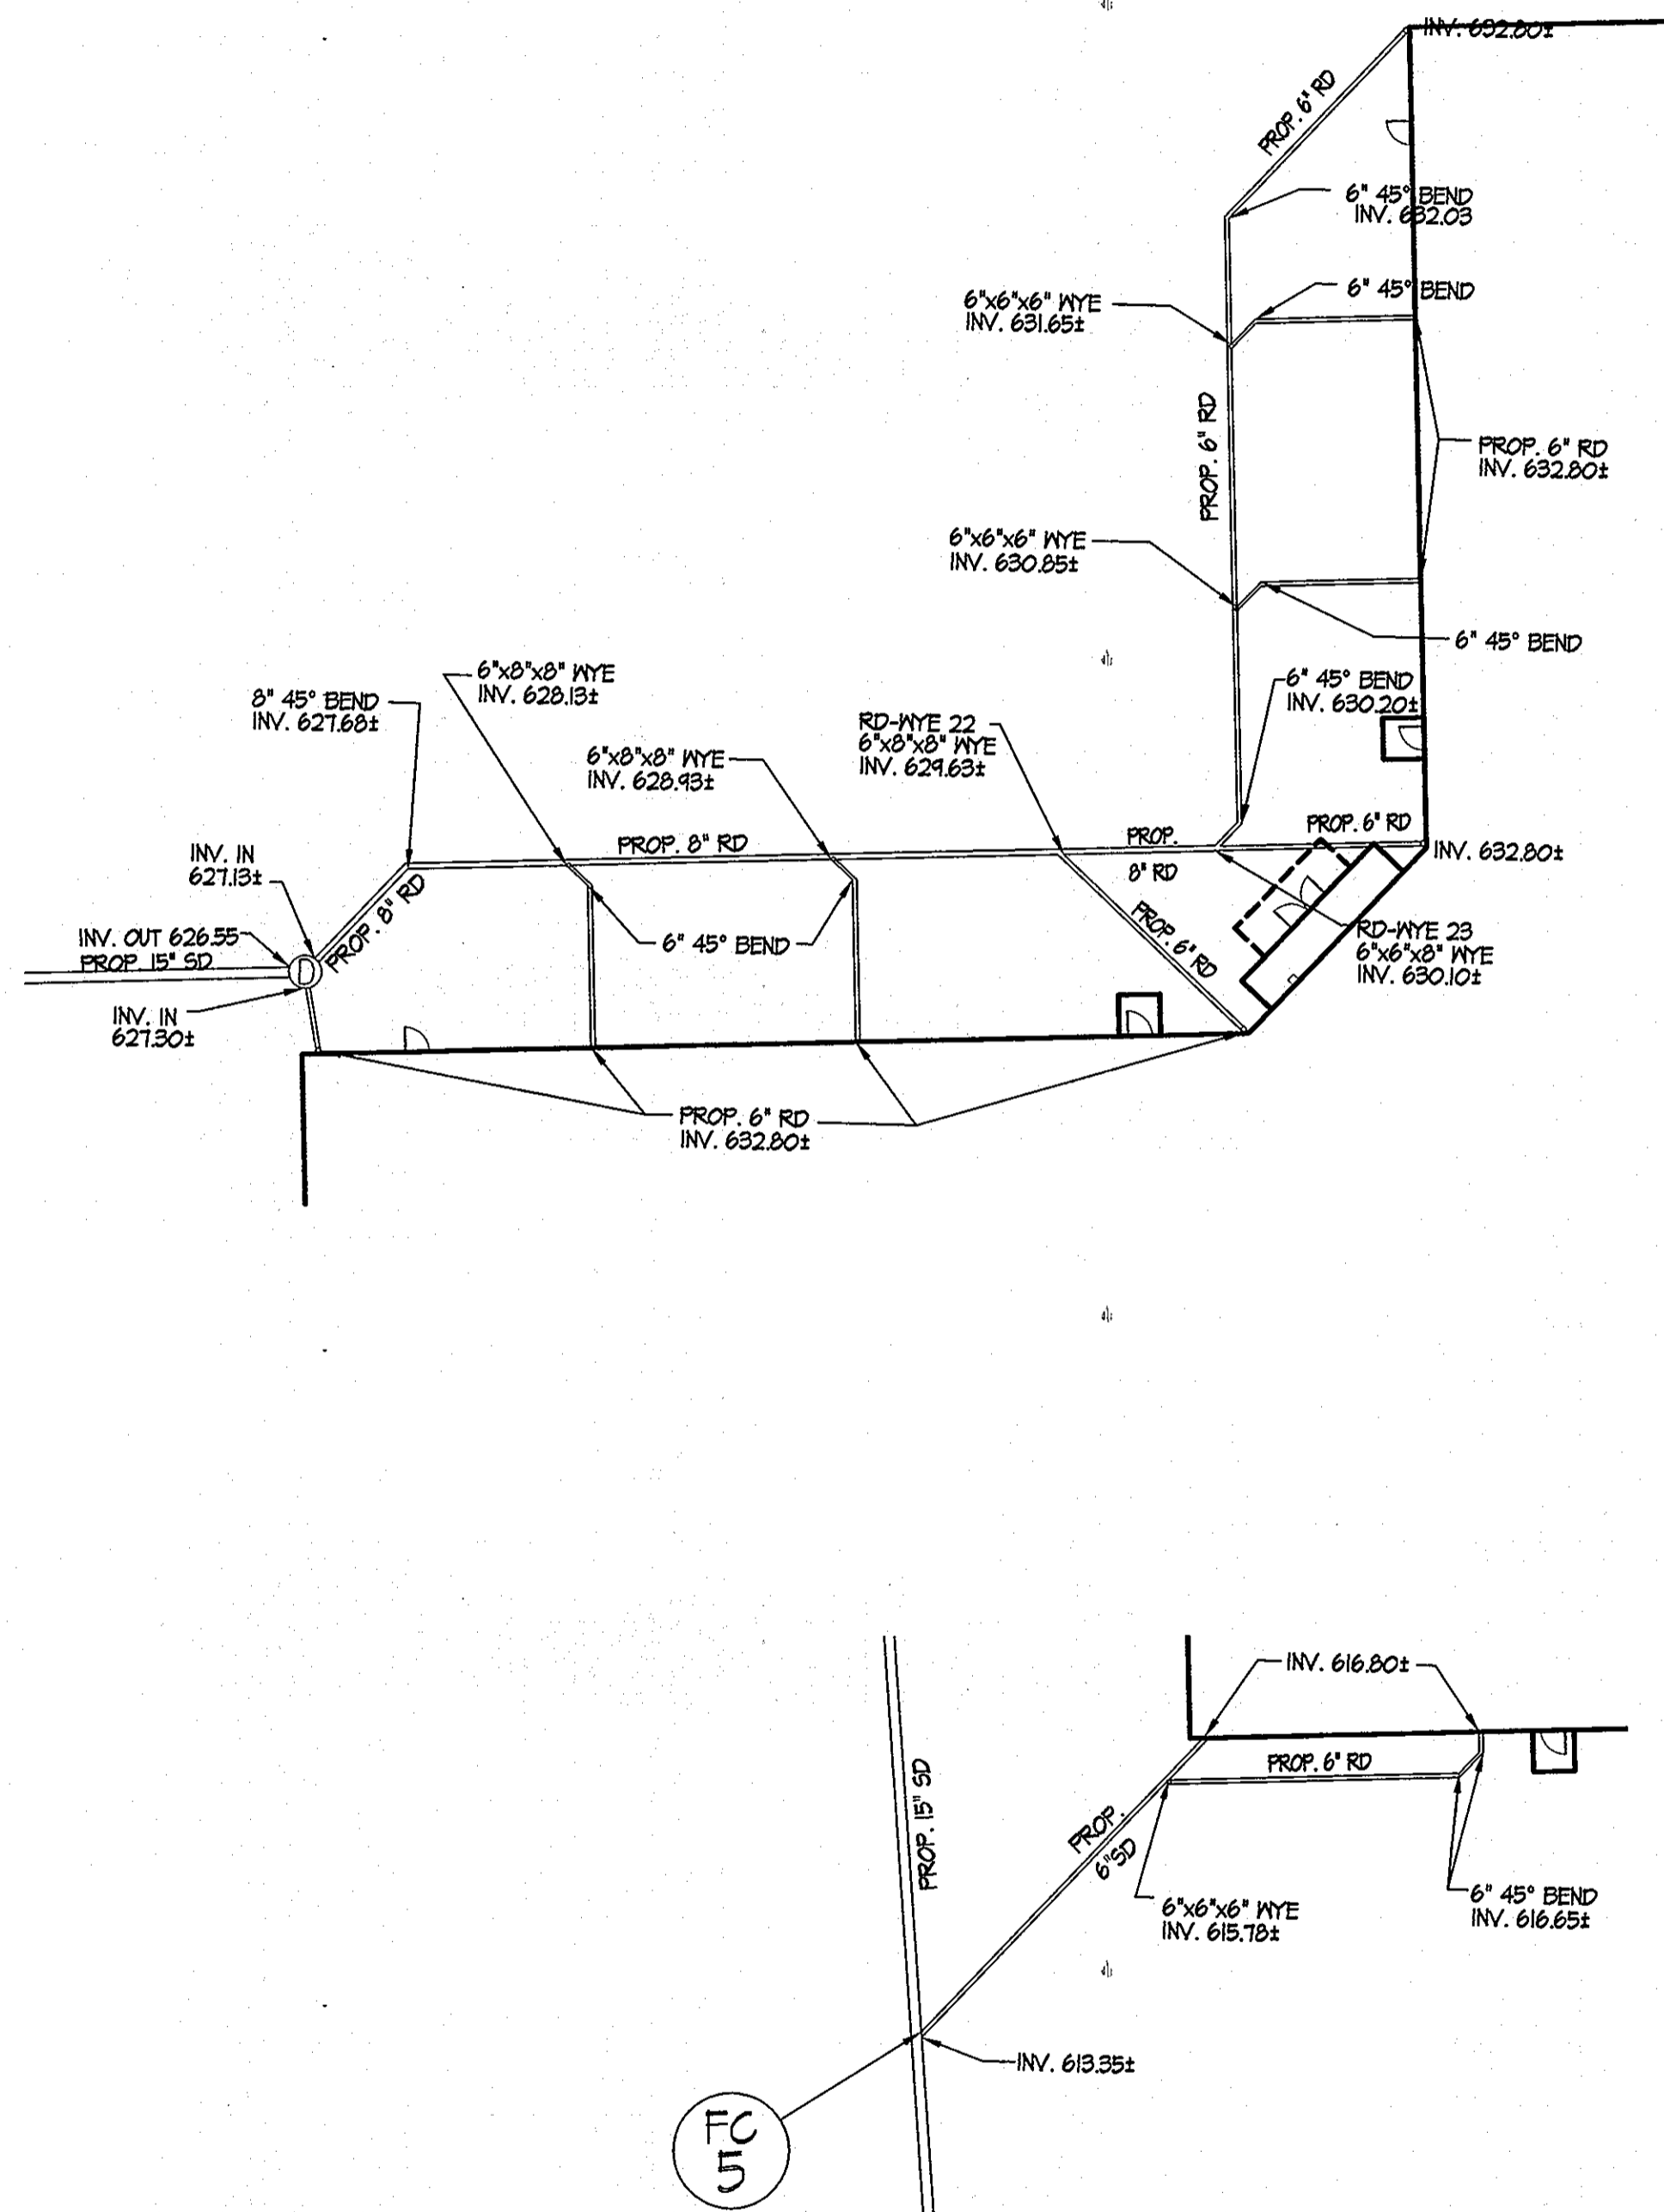 INV. 632.80±
PROP. 6" RD
6" 45° BEND
INV. 632.03
6" 45° BEND
6"x6"x6" WYE
INV. 631.65±
PROP. 6" RD
PROP. 6" RD
INV. 632.80±
6"x6"x6" WYE
INV. 630.85±
6" 45° BEND
6"x8"x8" WYE
INV. 628.13±
6" 45° BEND
INV. 630.20±
8" 45° BEND
INV. 627.68±
RD-WYE 22
6"x8"x8" WYE
INV. 629.63±
6"x8"x8" WYE
INV. 628.93±
PROP. 6" RD
PROP. 8" RD
PROP.
8" RD
INV. 632.80±
INV. IN
627.13±
PROP. 8" RD
PROP. 6" RD
INV. OUT 626.55
PROP. 15" SD
6" 45° BEND
RD-WYE 23
6"x6"x8" WYE
INV. 630.10±
D
INV. IN
627.30±
PROP. 6" RD
INV. 632.80±
INV. 616.80±
PROP. 6" RD
PROP. 15" SD
PROP.
6" SD
6"x6"x6" WYE
INV. 615.78±
6" 45° BEND
INV. 616.65±
INV. 613.35±
FC
5